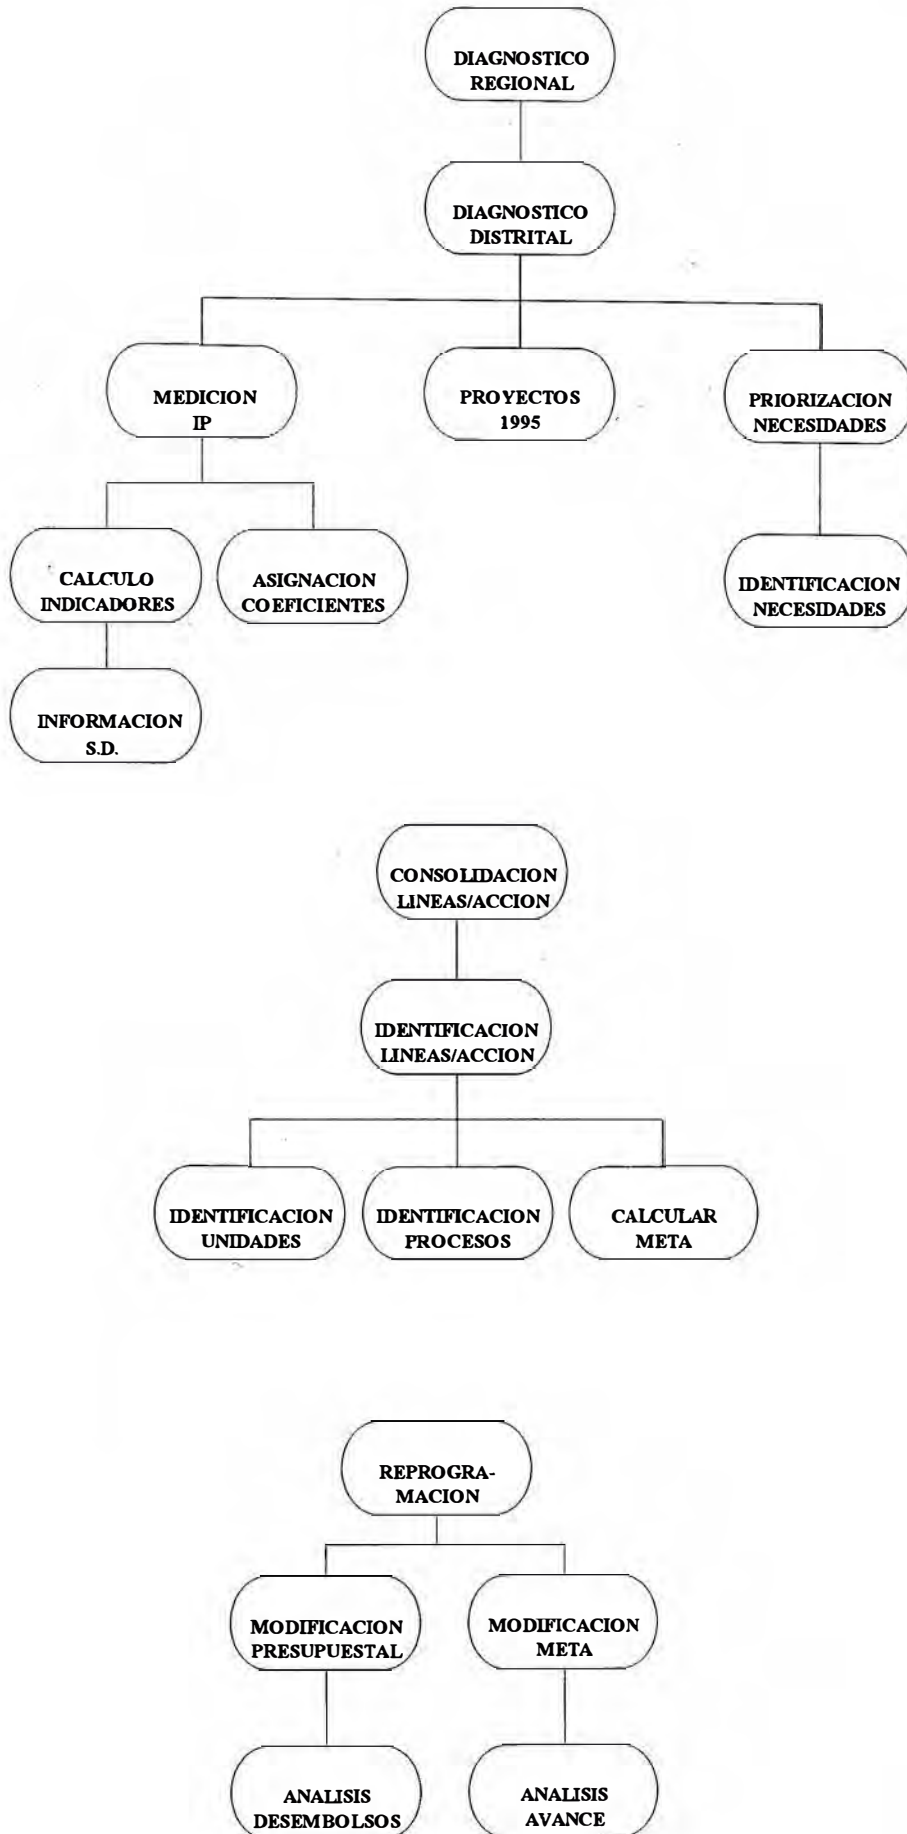 DIAGNOSTICO
REGIONAL
DIAGNOSTICO
DISTRITAL
MEDICION
IP
PROYECTOS
1995
PRIORIZACION
NECESIDADES
CALCULO
INDICADORES
ASIGNACION
COEFICIENTES
IDENTIFICACION
NECESIDADES
INFORMACION
S.D.
CONSOLIDACION
LINEAS/ACCION
IDENTIFICACION
LINEAS/ACCION
IDENTIFICACION
UNIDADES
IDENTIFICACION
PROCESOS
CALCULAR
META
REPROGRA-
MACION
MODIFICACION
PRESUPUESTAL
MODIFICACION
META
ANALISIS
DESEMBOLSOS
ANALISIS
AVANCE